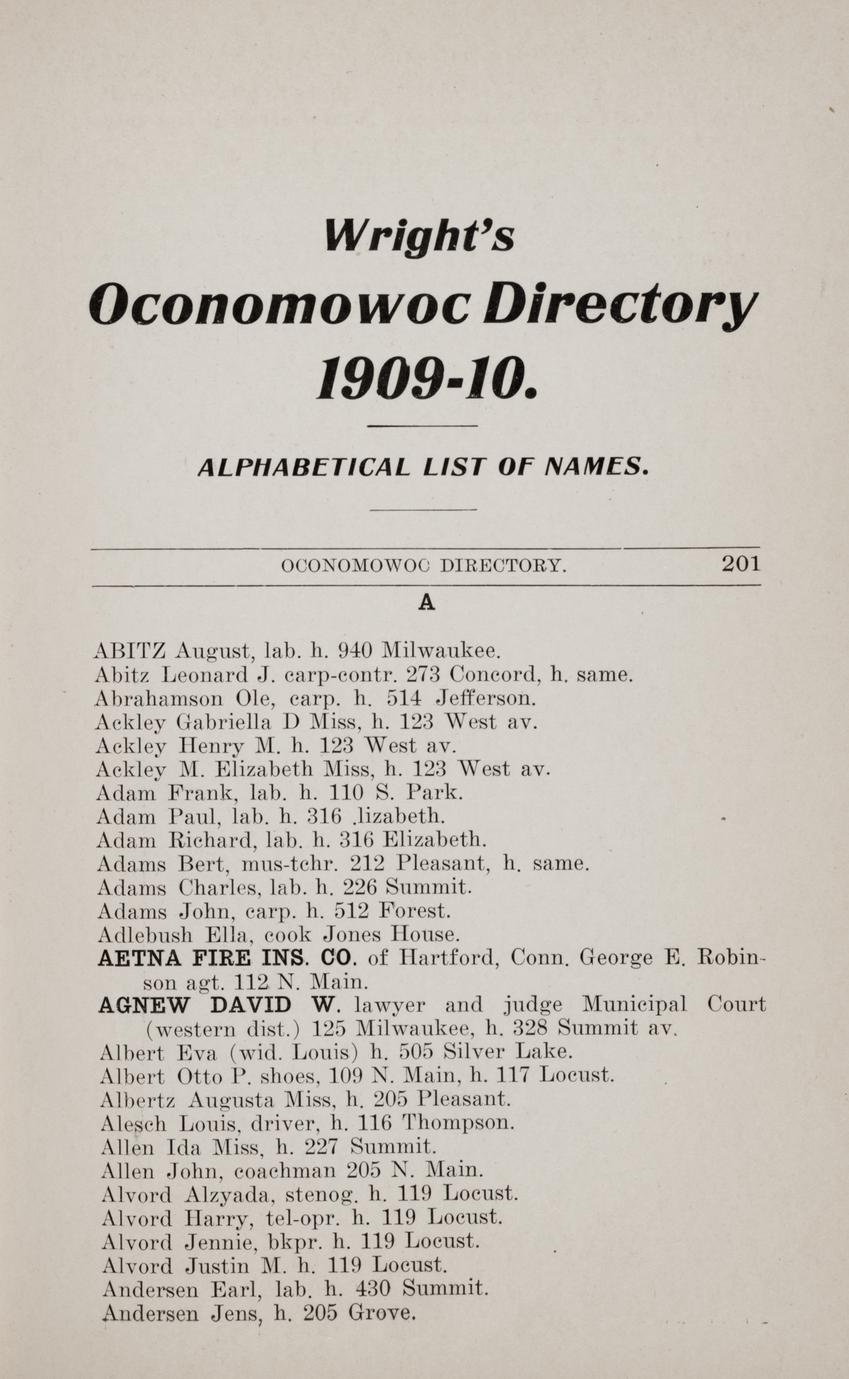 Wright's
Oconomowoc Directory
1909-10.
ALPHABETICAL LIST OF NAMES.
OCONOMOWOC DIRECTORY. 201
A
ABITZ August, lab. h. 940 Milwaukee.
Abitz Leonard J. carp-contr. 273 Concord, h. same.
Abrahamson Ole, carp. h. 514 Jefferson.
Ackley Gabriella D Miss, h. 123 West av.
Ackley Henry M. h. 123 West av.
Ackley M. Elizabeth Miss, h. 123 West av.
Adam Frank, lab. h. 110 S. Park.
Adam Paul, lab. h. 316 .lizabeth.
Adam Richard, lab. h. 316 Elizabeth.
Adams Bert, mus-tchr. 212 Pleasant, h. same.
Adams Charles, lab. h. 226 Summit.
Adams John, carp. h. 512 Forest.
Adlebush Ella, cook Jones House.
AETNA FIRE INS. CO. of Hartford, Conn. George E. Robin-
son agt. 112 N. Main.
AGNEW DAVID W. lawyer and judge Municipal Court
(western dist.) 125 Milwaukee, h. 328 Summit av.
Albert Eva (wid. Louis) h. 505 Silver Lake.
Albert Otto P. shoes, 109 N. Main, h. 117 Locust.
Albertz Augusta Miss, h. 205 Pleasant.
Alesch Louis, driver, h. 116 Thompson.
Allen Ida Miss, h. 227 Summit.
Allen John, coachman 205 N. Main.
Alvord Alzyada, stenog. h. 119 Locust.
Alvord Harry, tel-opr. h. 119 Locust.
Alvord Jennie, bkpr. h. 119 Locust.
Alvord Justin M. h. 119 Locust.
Andersen Earl, lab. h. 430 Summit.
Andersen Jens, h. 205 Grove.